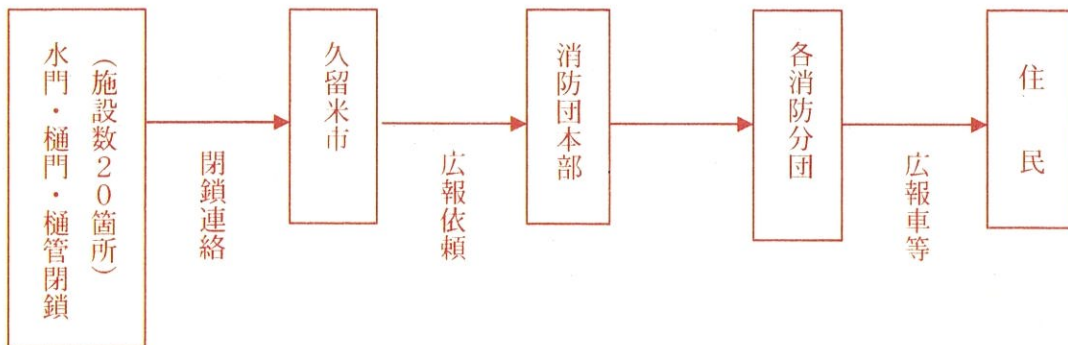 水門・樋門・樋管閉鎖
（施設数２０箇所）
閉鎖連絡
久留米市
広報依頼
消防団本部
各消防分団
広報車等
住民